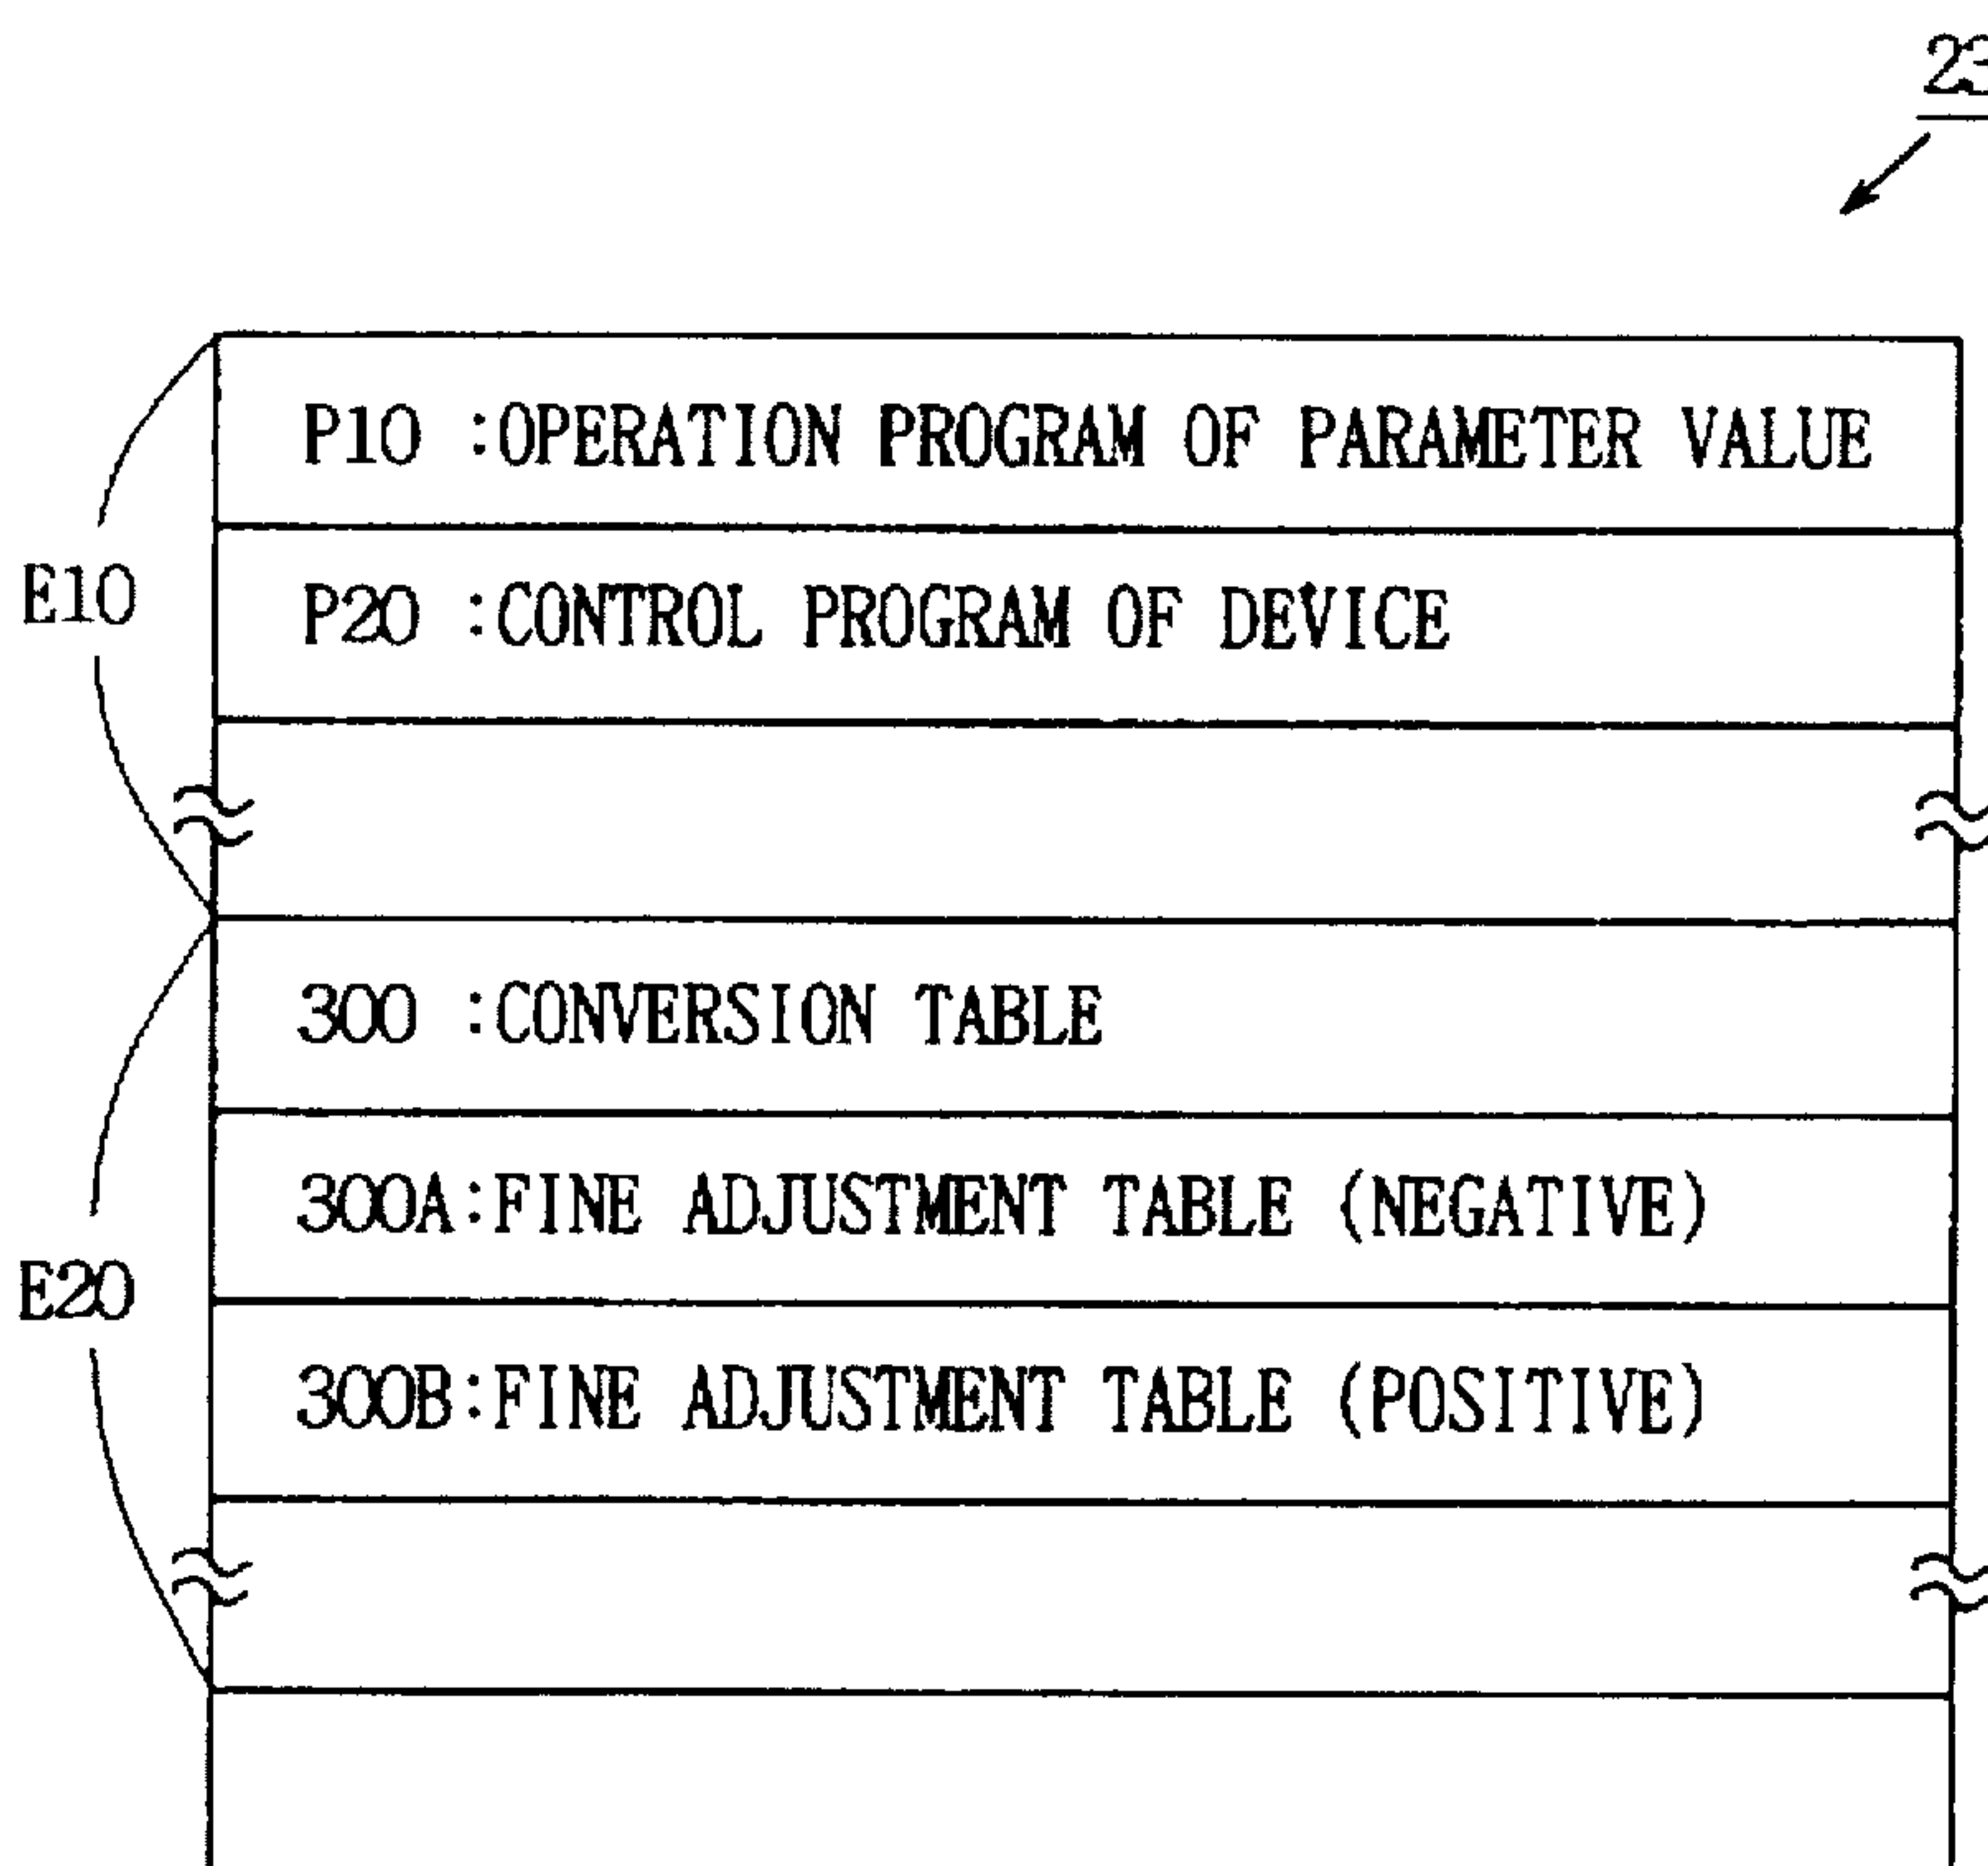 23
P10 :OPERATION PROGRAM OF PARAMETER VALUE
P20 :CONTROL PROGRAM OF DEVICE
E10
300 :CONVERSION TABLE
300A:FINE ADJUSTMENT TABLE (NEGATIVE)
E20
300B:FINE ADJUSTMENT TABLE (POSITIVE)